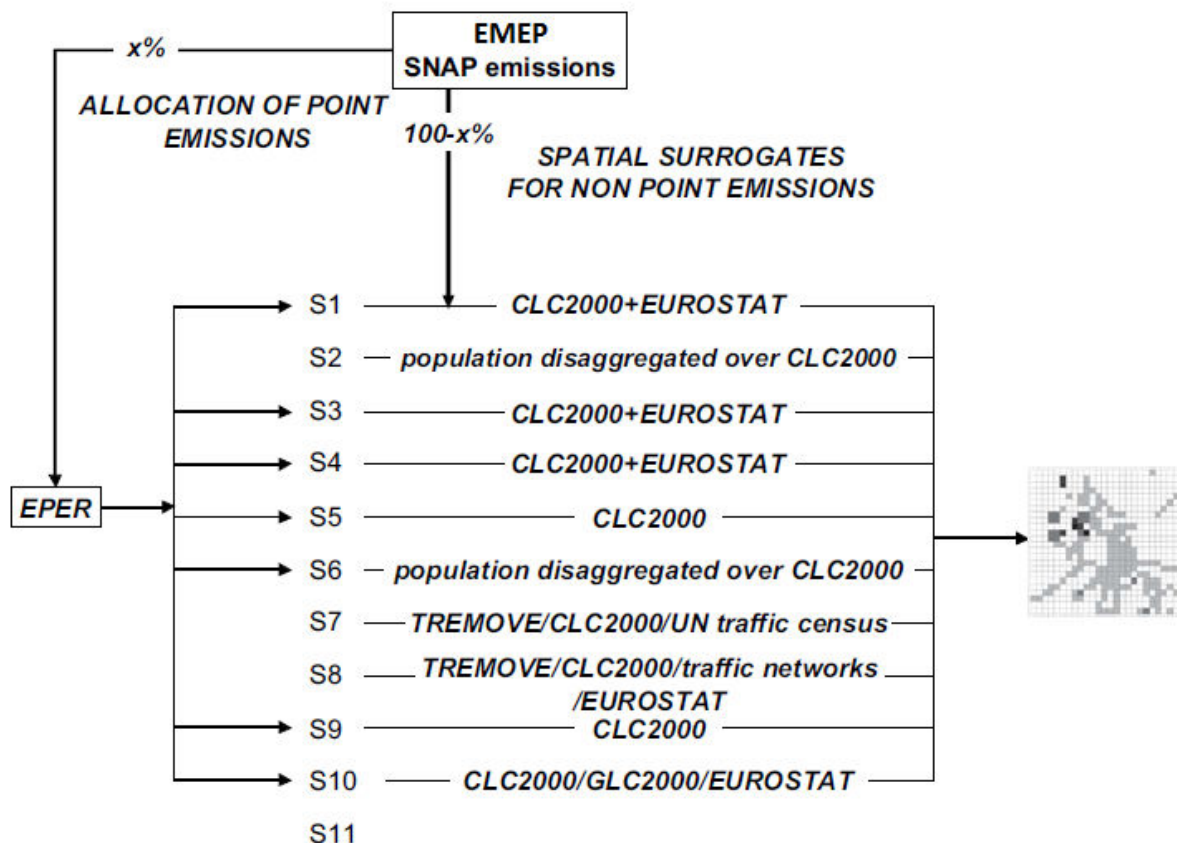 EMEP
SNAP emissions
x%
ALLOCATION OF POINT
EMISSIONS
100-x%
SPATIAL SURROGATES
FOR NON POINT EMISSIONS
S1 CLC2000+EUROSTAT
S2 population disaggregated over CLC2000
S3 CLC2000+EUROSTAT
S4 CLC2000+EUROSTAT
EPER
S5 CLC2000
S6 population disaggregated over CLC2000
S7 TREMOVE/CLC2000/UN traffic census
S8 TREMOVE/CLC2000/traffic networks
/EUROSTAT
S9 CLC2000
S10 CLC2000/GLC2000/EUROSTAT
S11